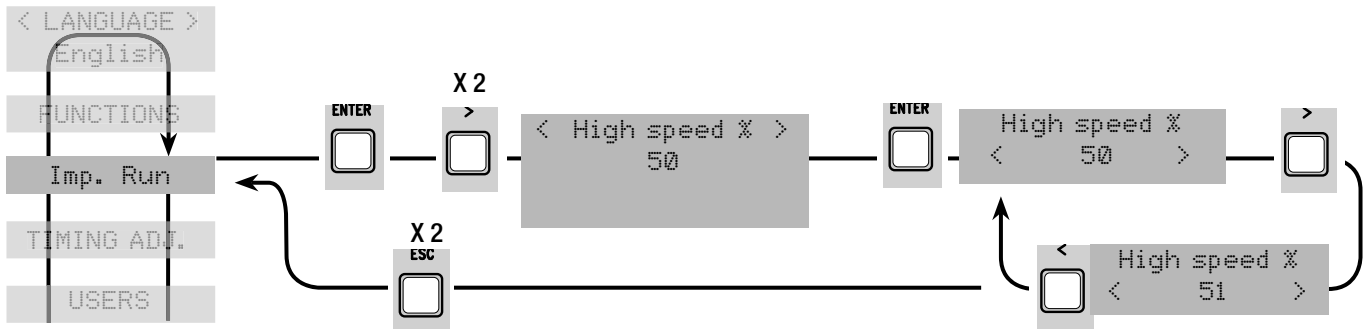 < LANGUAGE >
English
FUNCTIONS
Imp. Run
TIMING ADJ.
USERS
ENTER
X 2
>
< High speed % >
50
ENTER
High speed %
< 50 >
>
X 2
ESC
<
High speed %
< 51 >